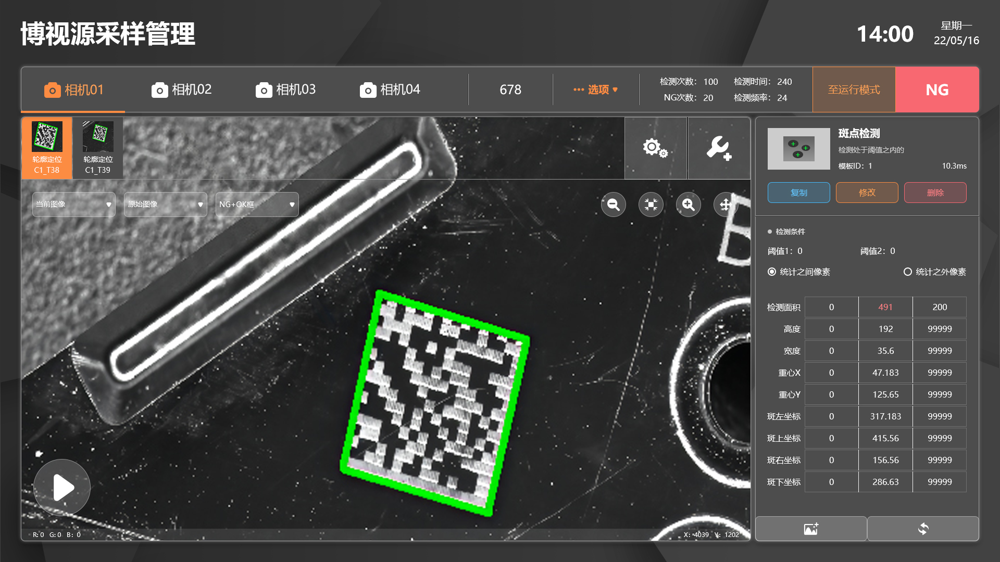 博视源采样管理
14:00
星期一
22/05/16
相机01
相机02
相机03
相机04
678
··· 选项
检测次数：100
检测时间：240
NG次数：20
检测频率：24
至运行模式
NG
轮廓定位
C1_T38
轮廓定位
C1_T39
当前图像
原始图像
NG+OK框
斑点检测
检测处于阈值之内的
模板ID：1
10.3ms
复制
修改
删除
检测条件
阈值1：0
阈值2：0
统计之间像素
统计之外像素
检测面积 0 491 200
高度 0 192 99999
宽度 0 35.6 99999
重心X 0 47.183 99999
重心Y 0 125.65 99999
斑左坐标 0 317.183 99999
斑上坐标 0 415.56 99999
斑右坐标 0 156.56 99999
斑下坐标 0 286.63 99999
R:0 G:0 B: 0
X: 4039 Y: 1202